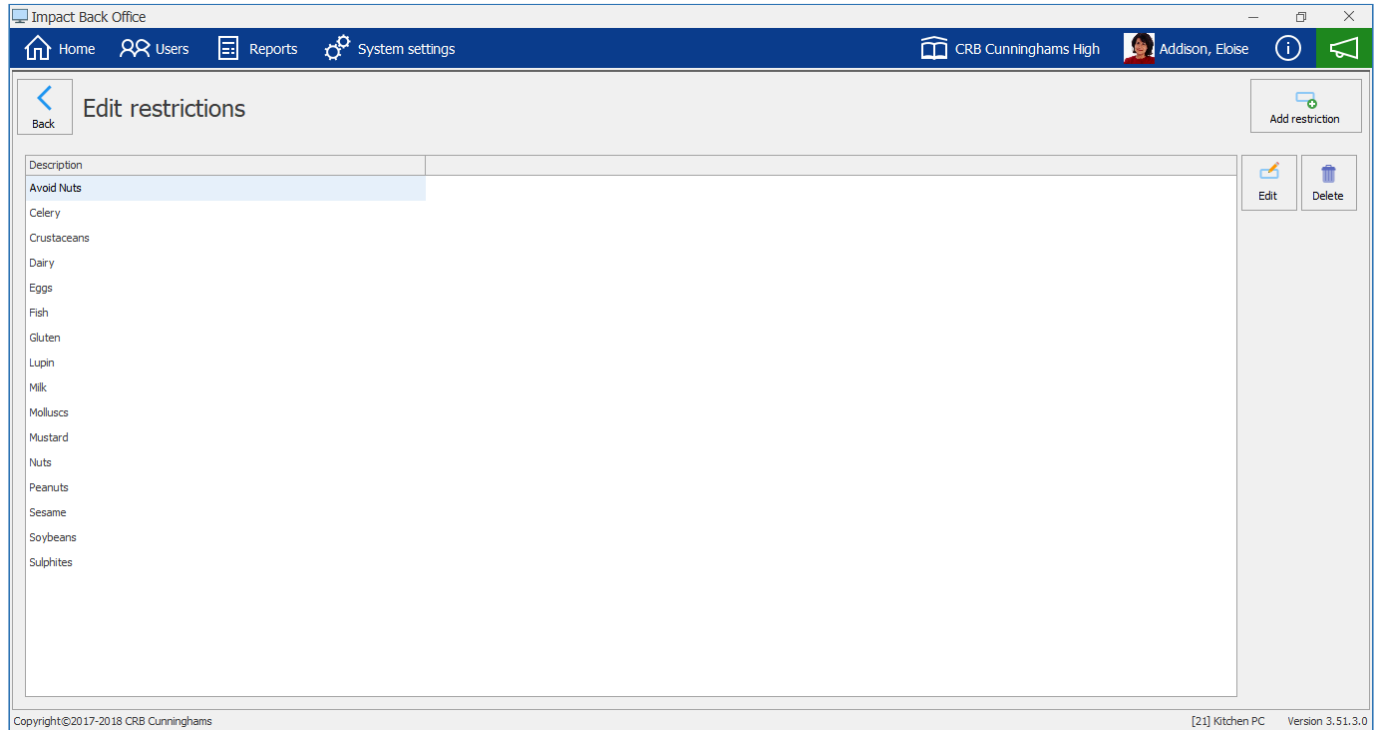 Impact Back Office
Home Users Reports System settings CRB Cunninghams High Addison, Eloise
Back Edit restrictions Add restriction
Description
Edit Delete
Avoid Nuts
Celery
Crustaceans
Dairy
Eggs
Fish
Gluten
Lupin
Milk
Molluscs
Mustard
Nuts
Peanuts
Sesame
Soybeans
Sulphites
Copyright©2017-2018 CRB Cunninghams [21] Kitchen PC Version 3.51.3.0